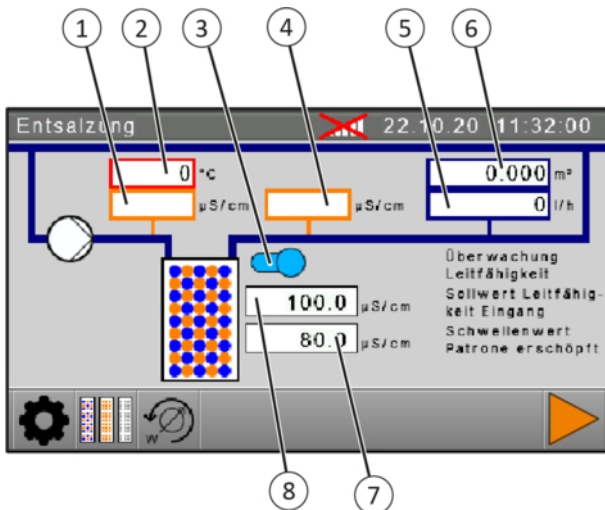 1 2 3 4 5 6
Entsalzung 22.10.20 11:32:00
0 °C 0.000 m³
µS/cm µS/cm 0 l/h
Überwachung
Leitfähigkeit
Sollwert Leitfähig-
100.0 µS/cm keit Eingang
Schwellenwert
80.0 µS/cm Patrone erschöpft
W
8 7